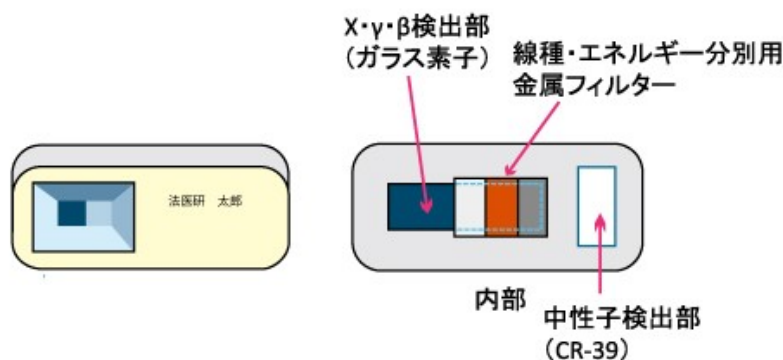 X・γ・β検出部
（ガラス素子）
線種・エネルギー分別用
金属フィルター
法医研　太郎
内部
中性子検出部
（CR-39）